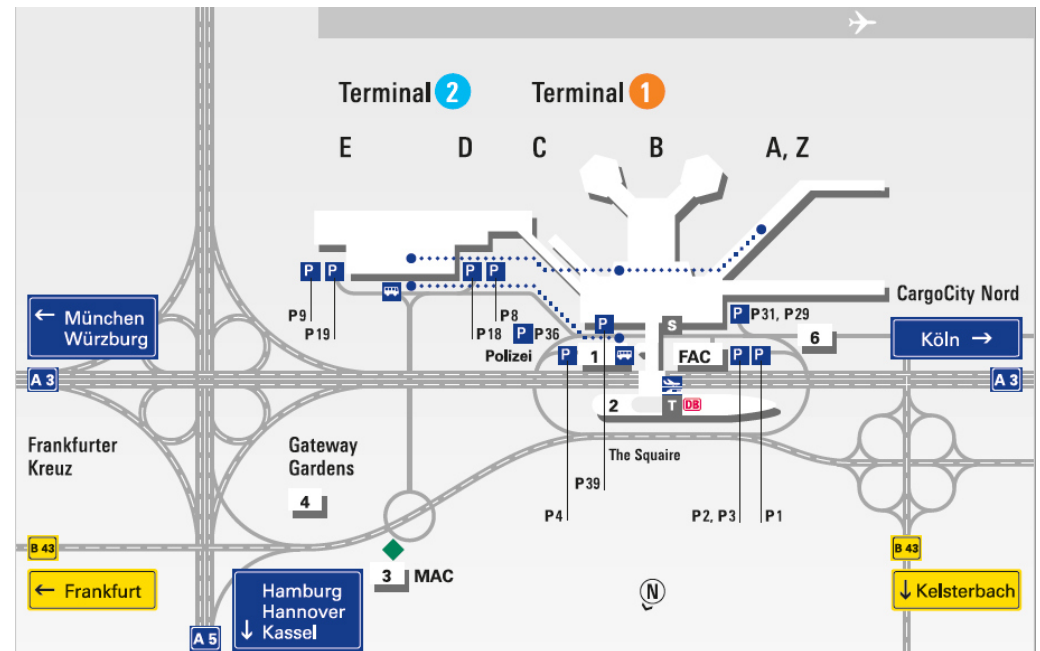 Terminal 2
Terminal 1
E
D
C
B
A, Z
P
P
P
P
P9
P19
P8
P18
P
P36
Polizei
P
P
1
S
FAC
P
P31, P29
P
P
6
CargoCity Nord
← München
Würzburg
Köln →
A 3
A 3
2
T
DB
The Squaire
Frankfurter
Kreuz
Gateway
Gardens
4
P39
P4
P2, P3
P1
B 43
← Frankfurt
3
MAC
A 5
Hamburg
Hannover
↓ Kassel
N
B 43
↓ Kelsterbach